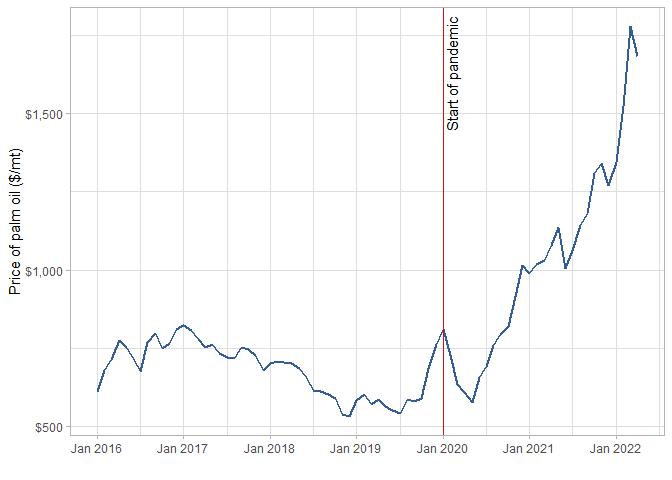 Start of pandemic
Price of palm oil ($/mt)
$1,500
$1,000
$500
Jan 2016 Jan 2017 Jan 2018 Jan 2019 Jan 2020 Jan 2021 Jan 2022